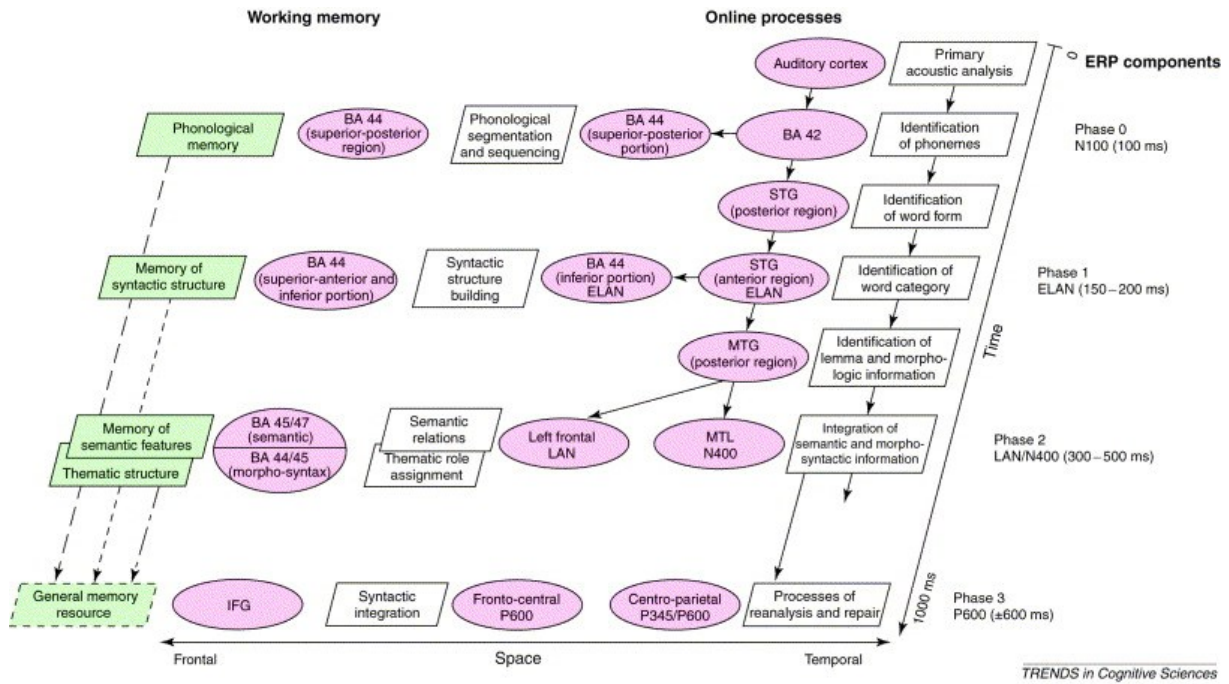 Working memory
Online processes
ERP components
Auditory cortex
Primary
acoustic analysis
0
Phonological
memory
BA 44
(superior-posterior
region)
Phonological
segmentation
and sequencing
BA 44
(superior-posterior
portion)
BA 42
Identification
of phonemes
Phase 0
N100 (100 ms)
STG
(posterior region)
Identification
of word form
Memory of
syntactic structure
BA 44
(superior-anterior and
inferior portion)
Syntactic
structure
building
BA 44
(inferior portion)
ELAN
STG
(anterior region)
ELAN
Identification
of word category
Phase 1
ELAN (150–200 ms)
Time
MTG
(posterior region)
Identification of
lemma and morpho-
logic information
Memory of
semantic features
Thematic structure
BA 45/47
(semantic)
BA 44/45
(morpho-syntax)
Semantic
relations
Thematic role
assignment
Left frontal
LAN
MTL
N400
Integration of
semantic and morpho-
syntactic information
Phase 2
LAN/N400 (300–500 ms)
General memory
resource
IFG
Syntactic
integration
Fronto-central
P600
Centro-parietal
P345/P600
Processes of
reanalysis and repair
1000 ms
Phase 3
P600 (±600 ms)
Frontal
Space
Temporal
TRENDS in Cognitive Sciences